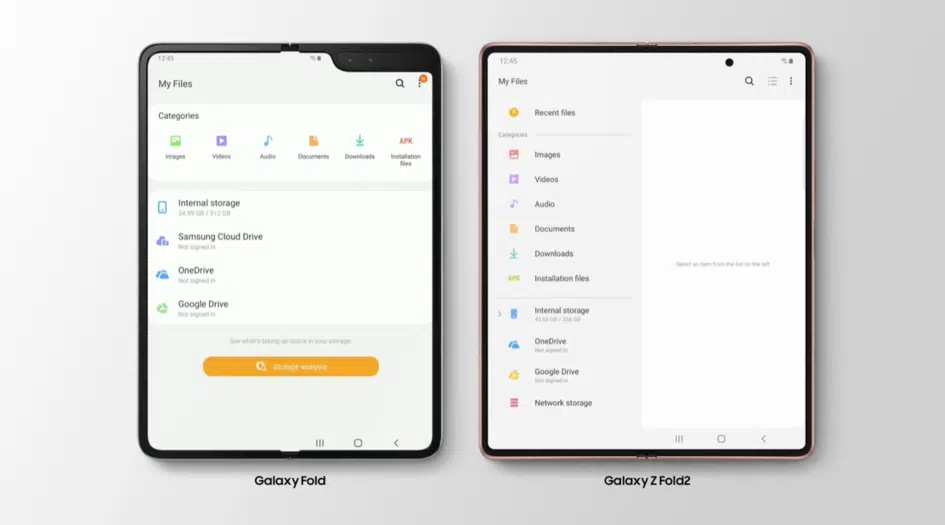 12:45
My Files
Categories
Images
Videos
Audio
Documents
Downloads
APK
Installation
files
Internal storage
54.99 GB / 512 GB
Samsung Cloud Drive
Not signed in
OneDrive
Not signed in
Google Drive
Not signed in
See what's taking up space in your storage.
Storage analysis
Galaxy Fold
12:45
My Files
Recent files
Categories
Images
Videos
Audio
Documents
Downloads
APK
Installation files
Internal storage
GB / 256 GB
OneDrive
Not signed in
Google Drive
Not signed in
Network storage
Select an item from the list on the left.
Galaxy Z Fold2